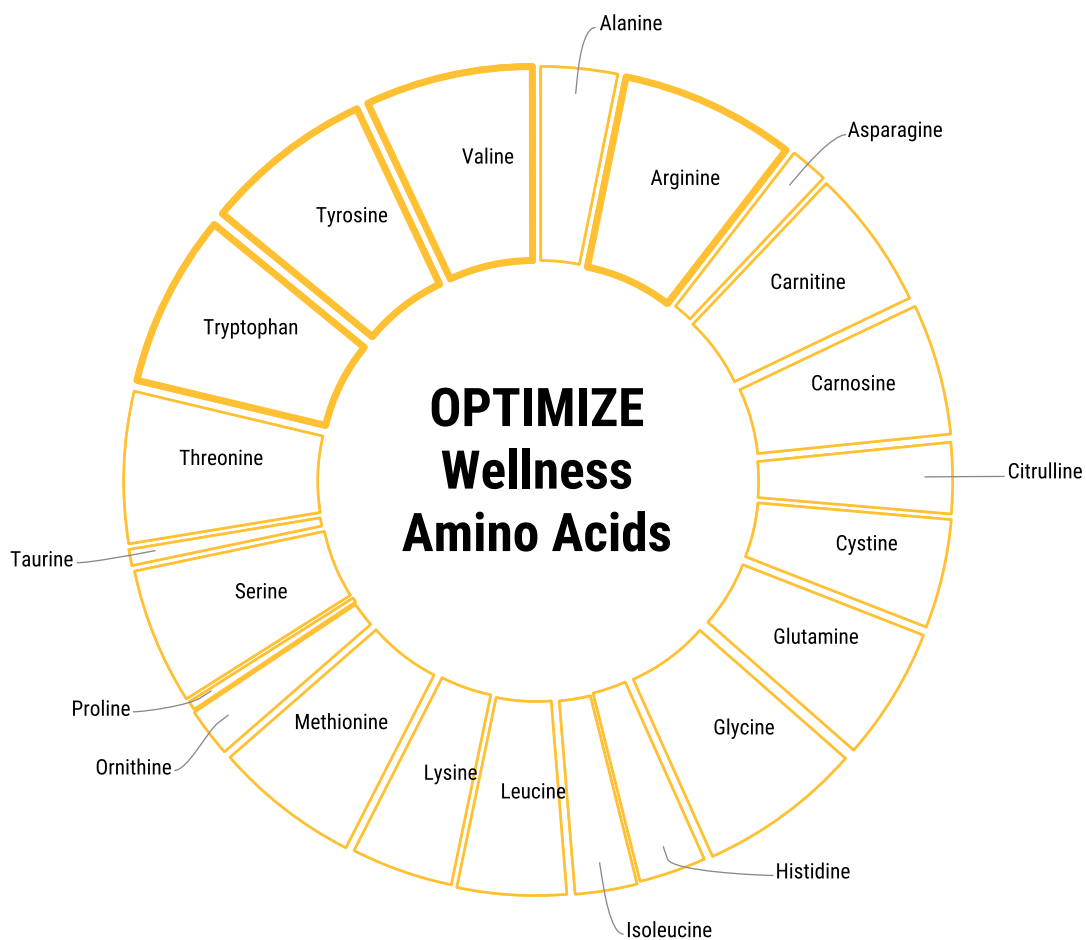 Alanine
Arginine
Asparagine
Carnitine
Carnosine
Citrulline
Cystine
Glutamine
Glycine
Histidine
Isoleucine
Leucine
Lysine
Methionine
Ornithine
Proline
Serine
Taurine
Threonine
Tryptophan
Tyrosine
Valine
OPTIMIZE
Wellness
Amino Acids